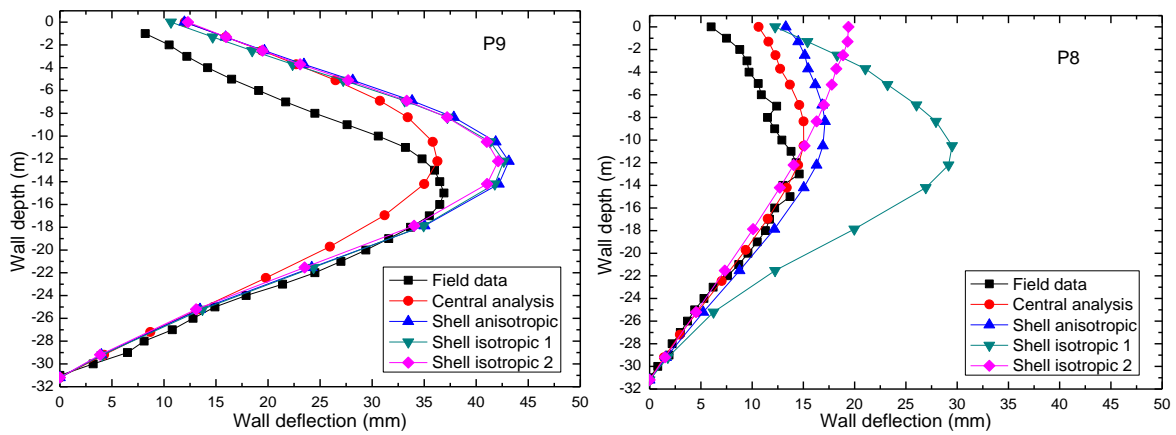 P9
0
-2
-4
-6
-8
-10
-12
-14
-16
-18
-20
-22
-24
-26
-28
-30
-32
Wall depth (m)
Field data
Central analysis
Shell anisotropic
Shell isotropic 1
Shell isotropic 2
0 5 10 15 20 25 30 35 40 45 50
Wall deflection (mm)
P8
0
-2
-4
-6
-8
-10
-12
-14
-16
-18
-20
-22
-24
-26
-28
-30
-32
Wall depth (m)
Field data
Central analysis
Shell anisotropic
Shell isotropic 1
Shell isotropic 2
0 5 10 15 20 25 30 35 40 45 50
Wall deflection (mm)